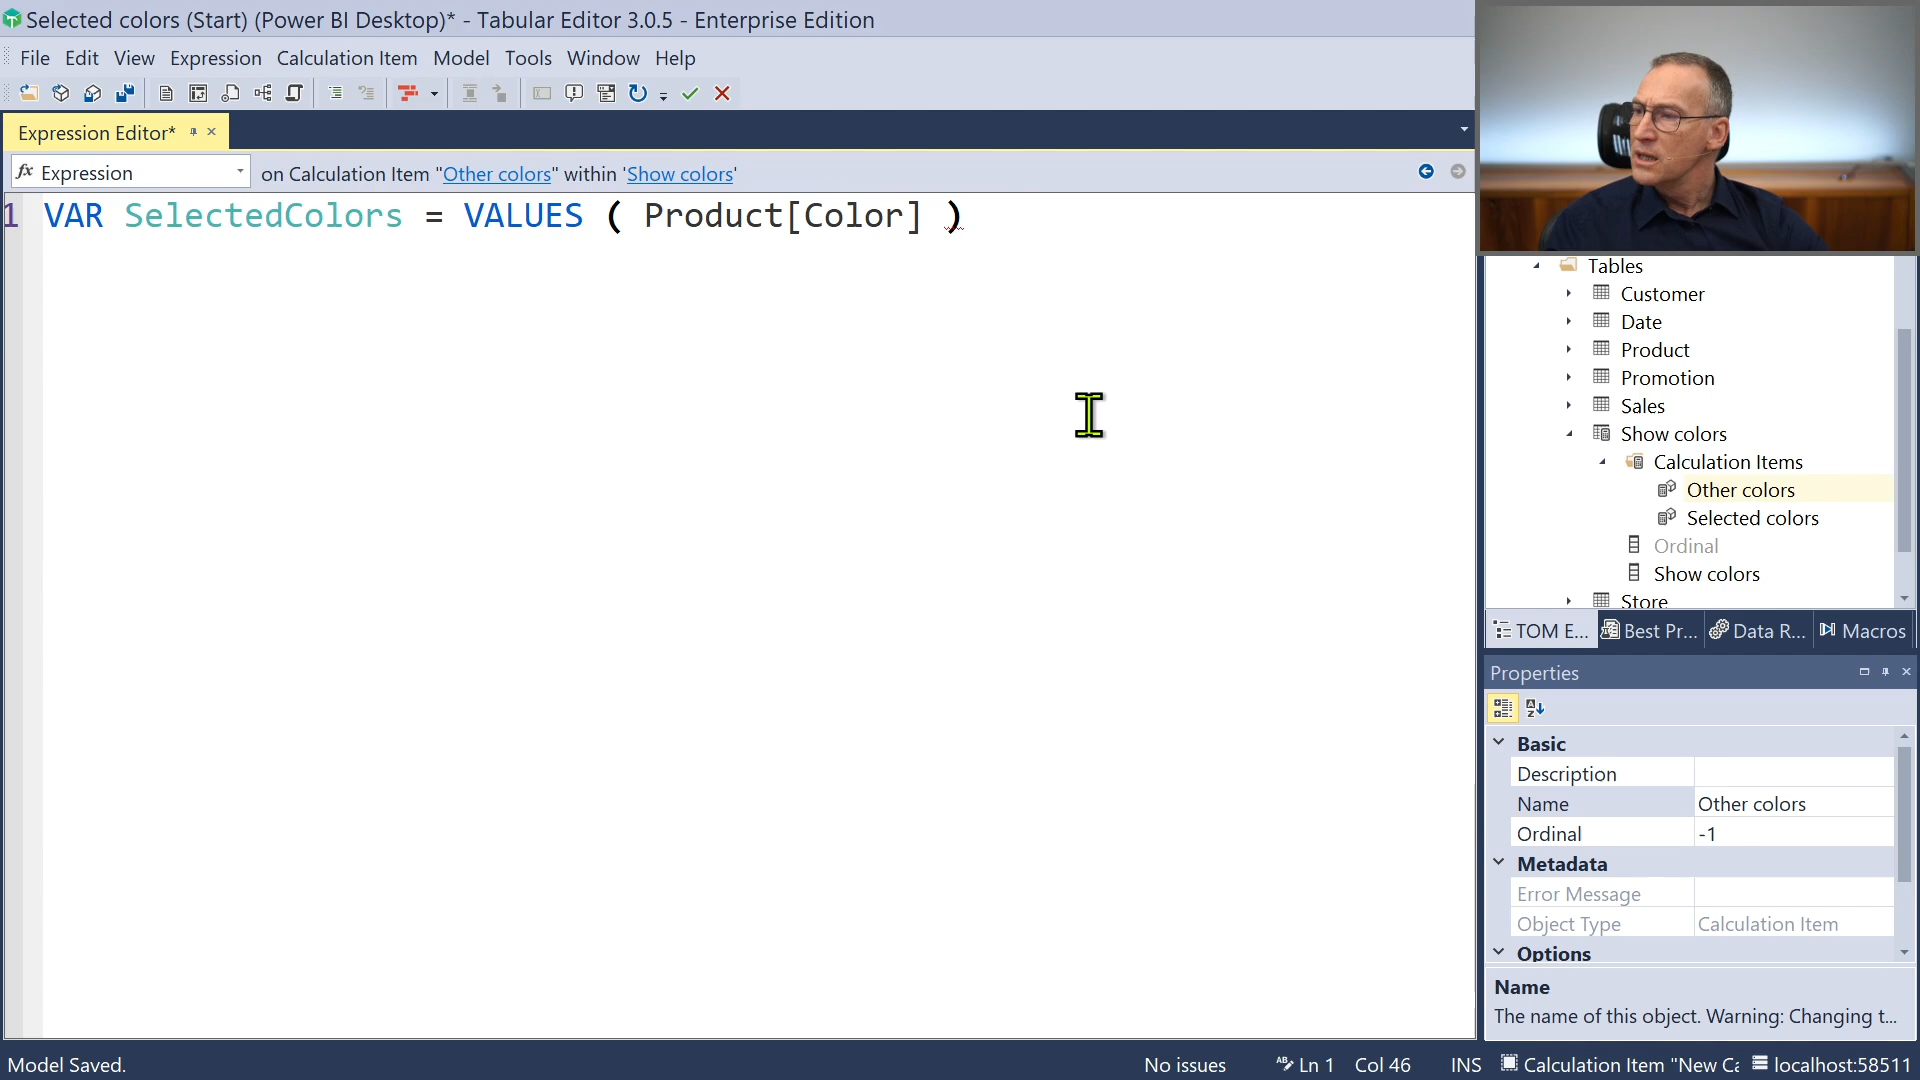 Selected colors (Start) (Power BI Desktop)* - Tabular Editor 3.0.5 - Enterprise Edition
File Edit View Expression Calculation Item Model Tools Window Help
Expression Editor*
fx Expression on Calculation Item "Other colors" within 'Show colors'
1 VAR SelectedColors = VALUES ( Product[Color] )
Tables
Customer
Date
Product
Promotion
Sales
Show colors
Calculation Items
Other colors
Selected colors
Ordinal
Show colors
Store
TOM E... Best Pr... Data R... Macros
Properties
Basic
Description
Name Other colors
Ordinal -1
Metadata
Error Message
Object Type Calculation Item
Options
Name
The name of this object. Warning: Changing t...
Model Saved. No issues Ln 1 Col 46 INS Calculation Item "New Ca localhost:58511